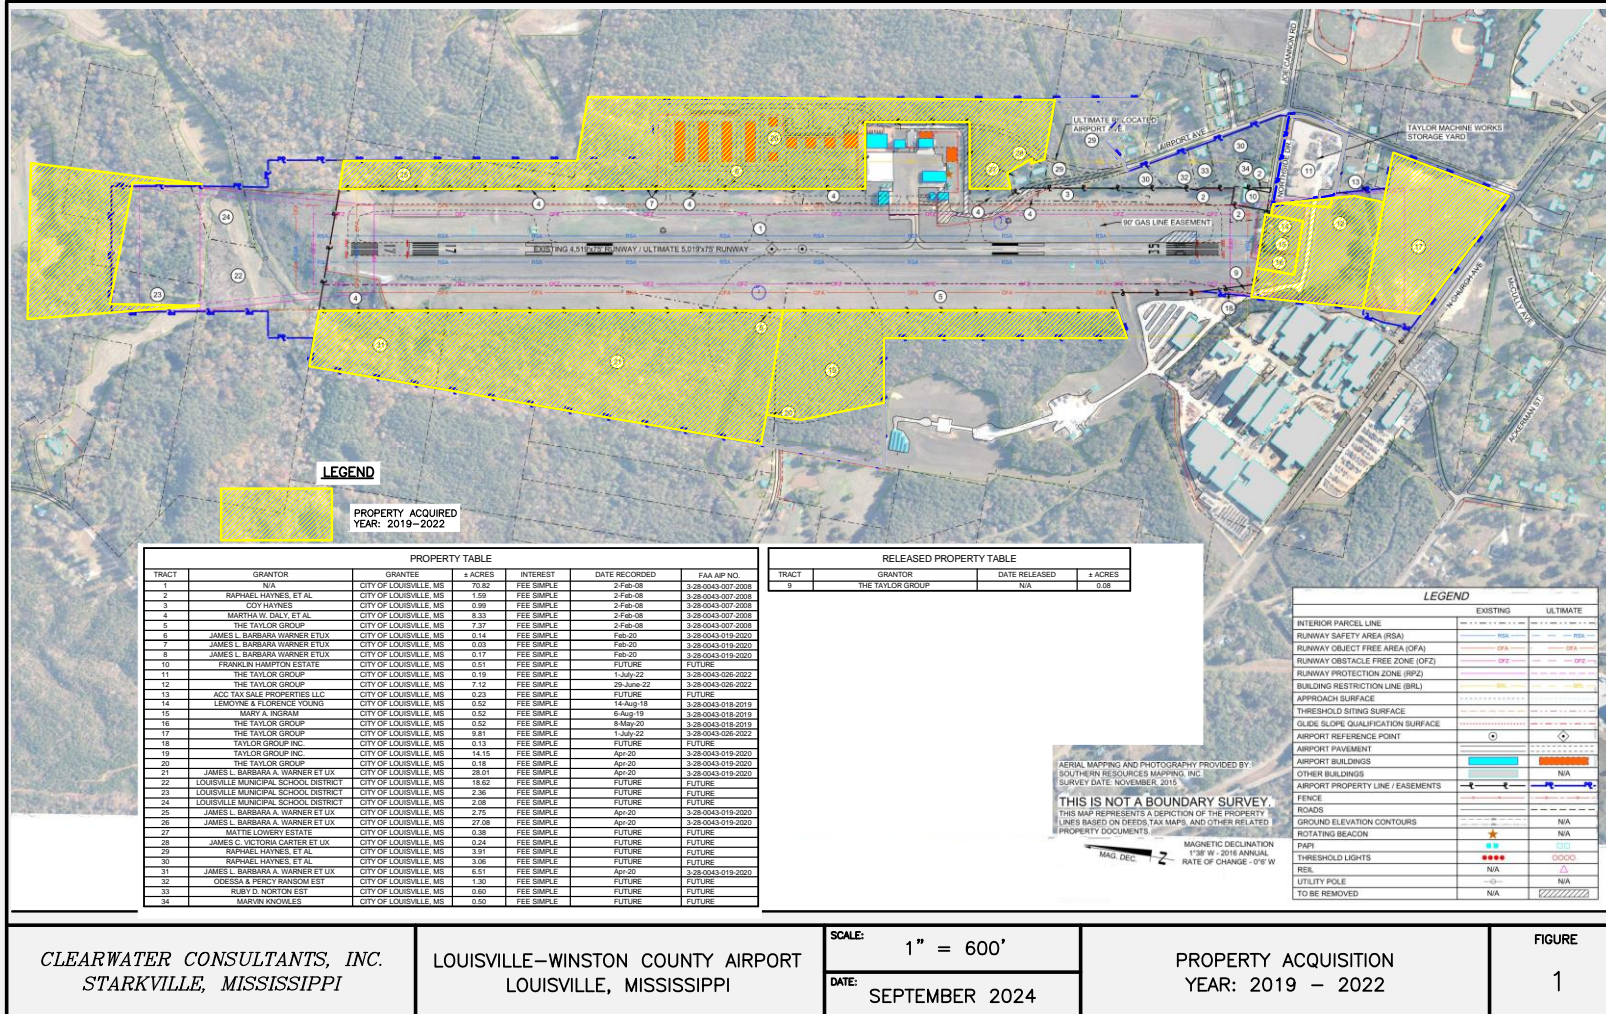 JOE CANNON RD
ULTIMATE RELOCATED
AIRPORT AVE
29
AIRPORT AVE
TAYLOR MACHINE WORKS
STORAGE YARD
NORTHSIDE DR
90' GAS LINE EASEMENT
EXISTING 4,519'x75' RUNWAY / ULTIMATE 5,019'x75' RUNWAY
17
17
35
N CHURCH AVE
MCCULLY AVE
ACKERMAN ST.
LEGEND
PROPERTY ACQUIRED
YEAR: 2019-2022
PROPERTY TABLE
TRACT GRANTOR GRANTEE ± ACRES INTEREST DATE RECORDED FAA AIP NO.
1 N/A CITY OF LOUISVILLE, MS 70.82 FEE SIMPLE 2-Feb-08 3-28-0043-007-2008
2 RAPHAEL HAYNES, ET AL CITY OF LOUISVILLE, MS 1.59 FEE SIMPLE 2-Feb-08 3-28-0043-007-2008
3 COY HAYNES CITY OF LOUISVILLE, MS 0.99 FEE SIMPLE 2-Feb-08 3-28-0043-007-2008
4 MARTHA W. DALY, ET AL CITY OF LOUISVILLE, MS 8.33 FEE SIMPLE 2-Feb-08 3-28-0043-007-2008
5 THE TAYLOR GROUP CITY OF LOUISVILLE, MS 7.37 FEE SIMPLE 2-Feb-08 3-28-0043-007-2008
6 JAMES L. BARBARA WARNER ETUX CITY OF LOUISVILLE, MS 0.14 FEE SIMPLE Feb-20 3-28-0043-019-2020
7 JAMES L. BARBARA WARNER ETUX CITY OF LOUISVILLE, MS 0.03 FEE SIMPLE Feb-20 3-28-0043-019-2020
8 JAMES L. BARBARA WARNER ETUX CITY OF LOUISVILLE, MS 0.17 FEE SIMPLE Feb-20 3-28-0043-019-2020
10 FRANKLIN HAMPTON ESTATE CITY OF LOUISVILLE, MS 0.51 FEE SIMPLE FUTURE FUTURE
11 THE TAYLOR GROUP CITY OF LOUISVILLE, MS 0.19 FEE SIMPLE 1-July-22 3-28-0043-026-2022
12 THE TAYLOR GROUP CITY OF LOUISVILLE, MS 7.12 FEE SIMPLE 29-June-22 3-28-0043-026-2022
13 ACC TAX SALE PROPERTIES LLC CITY OF LOUISVILLE, MS 0.23 FEE SIMPLE FUTURE FUTURE
14 LEMOYNE & FLORENCE YOUNG CITY OF LOUISVILLE, MS 0.52 FEE SIMPLE 14-Aug-18 3-28-0043-018-2019
15 MARY A. INGRAM CITY OF LOUISVILLE, MS 0.52 FEE SIMPLE 6-Aug-19 3-28-0043-018-2019
16 THE TAYLOR GROUP CITY OF LOUISVILLE, MS 0.52 FEE SIMPLE 8-May-20 3-28-0043-018-2019
17 THE TAYLOR GROUP CITY OF LOUISVILLE, MS 9.81 FEE SIMPLE 1-July-22 3-28-0043-026-2022
18 TAYLOR GROUP INC. CITY OF LOUISVILLE, MS 0.13 FEE SIMPLE FUTURE FUTURE
19 TAYLOR GROUP INC. CITY OF LOUISVILLE, MS 14.15 FEE SIMPLE Apr-20 3-28-0043-019-2020
20 THE TAYLOR GROUP CITY OF LOUISVILLE, MS 0.18 FEE SIMPLE Apr-20 3-28-0043-019-2020
21 JAMES L. BARBARA A. WARNER ET UX CITY OF LOUISVILLE, MS 28.01 FEE SIMPLE Apr-20 3-28-0043-019-2020
22 LOUISVILLE MUNICIPAL SCHOOL DISTRICT CITY OF LOUISVILLE, MS 18.62 FEE SIMPLE FUTURE FUTURE
23 LOUISVILLE MUNICIPAL SCHOOL DISTRICT CITY OF LOUISVILLE, MS 2.36 FEE SIMPLE FUTURE FUTURE
24 LOUISVILLE MUNICIPAL SCHOOL DISTRICT CITY OF LOUISVILLE, MS 2.08 FEE SIMPLE FUTURE FUTURE
25 JAMES L. BARBARA A. WARNER ET UX CITY OF LOUISVILLE, MS 2.75 FEE SIMPLE Apr-20 3-28-0043-019-2020
26 JAMES L. BARBARA A. WARNER ET UX CITY OF LOUISVILLE, MS 27.08 FEE SIMPLE Apr-20 3-28-0043-019-2020
27 MATTIE LOWERY ESTATE CITY OF LOUISVILLE, MS 0.38 FEE SIMPLE FUTURE FUTURE
28 JAMES C. VICTORIA CARTER ET UX CITY OF LOUISVILLE, MS 0.24 FEE SIMPLE FUTURE FUTURE
29 RAPHAEL HAYNES, ET AL CITY OF LOUISVILLE, MS 3.91 FEE SIMPLE FUTURE FUTURE
30 RAPHAEL HAYNES, ET AL CITY OF LOUISVILLE, MS 3.06 FEE SIMPLE FUTURE FUTURE
31 JAMES L. BARBARA A. WARNER ET UX CITY OF LOUISVILLE, MS 6.51 FEE SIMPLE Apr-20 3-28-0043-019-2020
32 ODESSA & PERCY RANSOM EST CITY OF LOUISVILLE, MS 1.30 FEE SIMPLE FUTURE FUTURE
33 RUBY D. NORTON EST CITY OF LOUISVILLE, MS 0.60 FEE SIMPLE FUTURE FUTURE
34 MARVIN KNOWLES CITY OF LOUISVILLE, MS 0.50 FEE SIMPLE FUTURE FUTURE
RELEASED PROPERTY TABLE
TRACT GRANTOR DATE RELEASED ± ACRES
9 THE TAYLOR GROUP N/A 0.08
AERIAL MAPPING AND PHOTOGRAPHY PROVIDED BY:
SOUTHERN RESOURCES MAPPING, INC
SURVEY DATE: NOVEMBER, 2015
THIS IS NOT A BOUNDARY SURVEY.
THIS MAP REPRESENTS A DEPICTION OF THE PROPERTY
LINES BASED ON DEEDS,TAX MAPS, AND OTHER RELATED
PROPERTY DOCUMENTS.
MAG. DEC.
Z
MAGNETIC DECLINATION
1°38' W - 2016 ANNUAL
RATE OF CHANGE - 0°6' W
LEGEND
EXISTING ULTIMATE
INTERIOR PARCEL LINE
RUNWAY SAFETY AREA (RSA) RSA RSA
RUNWAY OBJECT FREE AREA (OFA) OFA OFA
RUNWAY OBSTACLE FREE ZONE (OFZ) OFZ OFZ
RUNWAY PROTECTION ZONE (RPZ)
BUILDING RESTRICTION LINE (BRL) BRL BRL
APPROACH SURFACE
THRESHOLD SITING SURFACE
GLIDE SLOPE QUALIFICATION SURFACE
AIRPORT REFERENCE POINT
AIRPORT PAVEMENT
AIRPORT BUILDINGS
OTHER BUILDINGS N/A
AIRPORT PROPERTY LINE / EASEMENTS
FENCE
ROADS
GROUND ELEVATION CONTOURS N/A
ROTATING BEACON N/A
PAPI
THRESHOLD LIGHTS
REIL N/A
UTILITY POLE N/A
TO BE REMOVED N/A
CLEARWATER CONSULTANTS, INC.
STARKVILLE, MISSISSIPPI
LOUISVILLE-WINSTON COUNTY AIRPORT
LOUISVILLE, MISSISSIPPI
SCALE:
1" = 600'
DATE:
SEPTEMBER 2024
PROPERTY ACQUISITION
YEAR: 2019 - 2022
FIGURE
1